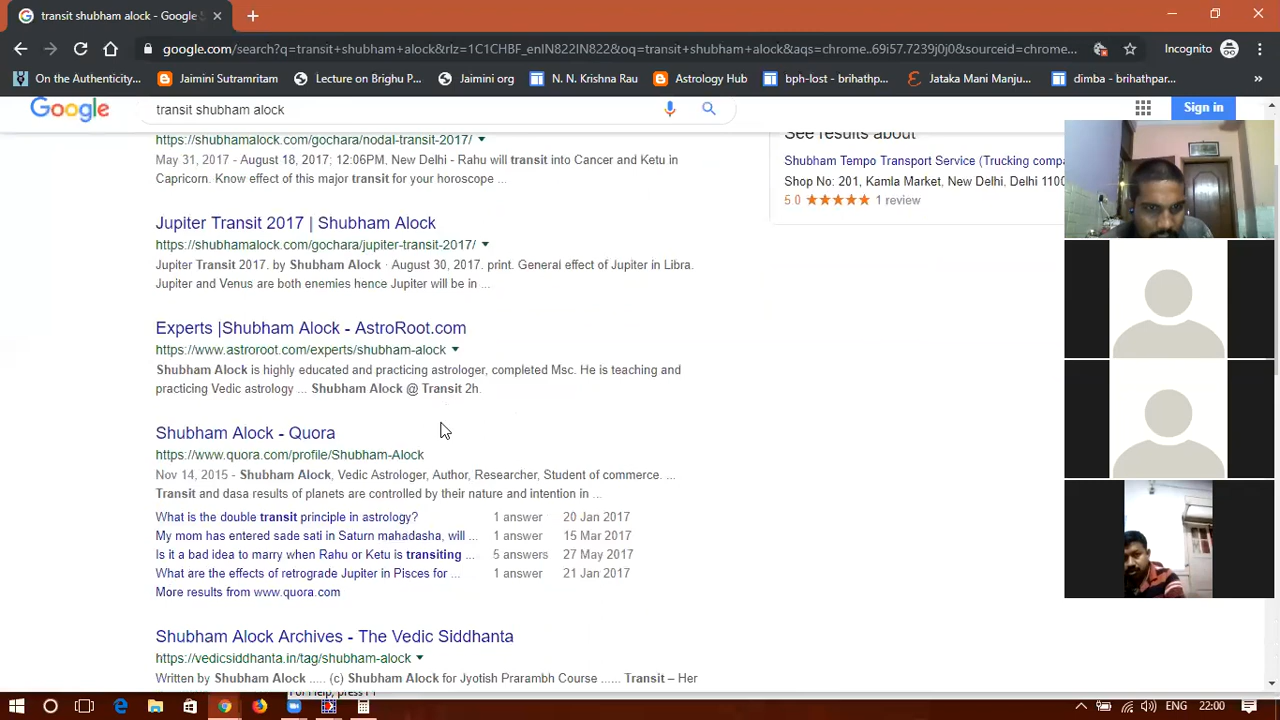 transit shubham alock - Google S
google.com/search?q=transit+shubham+alock&rlz=1C1CHBF_enIN822IN822&oq=transit+shubham+alock&aqs=chrome..69i57.7239j0j0&sourceid=chrome...
Incognito
On the Authenticity...
Jaimini Sutramritam
Lecture on Brighu P...
Jaimini org
N. N. Krishna Rau
Astrology Hub
bph-lost - brihathp...
Jataka Mani Manju...
dimba - brihathpar...
»
Google
transit shubham alock
Sign in
https://shubhamalock.com/gochara/nodal-transit-2017/
May 31, 2017 - August 18, 2017; 12:06PM, New Delhi - Rahu will transit into Cancer and Ketu in
Capricorn. Know effect of this major transit for your horoscope ...
See results about
Shubham Tempo Transport Service (Trucking compa
Shop No: 201, Kamla Market, New Delhi, Delhi 1100
5.0 ★★★★★ 1 review
Jupiter Transit 2017 | Shubham Alock
https://shubhamalock.com/gochara/jupiter-transit-2017/
Jupiter Transit 2017. by Shubham Alock · August 30, 2017. print. General effect of Jupiter in Libra.
Jupiter and Venus are both enemies hence Jupiter will be in ...
Experts |Shubham Alock - AstroRoot.com
https://www.astroroot.com/experts/shubham-alock
Shubham Alock is highly educated and practicing astrologer, completed Msc. He is teaching and
practicing Vedic astrology ... Shubham Alock @ Transit 2h.
Shubham Alock - Quora
https://www.quora.com/profile/Shubham-Alock
Nov 14, 2015 - Shubham Alock, Vedic Astrologer, Author, Researcher, Student of commerce. ...
Transit and dasa results of planets are controlled by their nature and intention in ...
What is the double transit principle in astrology? 1 answer 20 Jan 2017
My mom has entered sade sati in Saturn mahadasha, will ... 1 answer 15 Mar 2017
Is it a bad idea to marry when Rahu or Ketu is transiting ... 5 answers 27 May 2017
What are the effects of retrograde Jupiter in Pisces for ... 1 answer 21 Jan 2017
More results from www.quora.com
Shubham Alock Archives - The Vedic Siddhanta
https://vedicsiddhanta.in/tag/shubham-alock
Written by Shubham Alock ..... (c) Shubham Alock for Jyotish Prarambh Course ...... Transit – Her
For Help, press F1
ENG
22:00